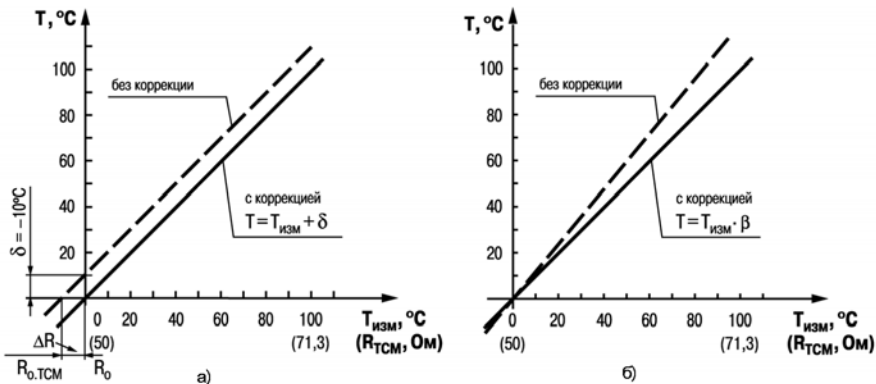 T, °C
100
80
60
40
20
без коррекции
с коррекцией
T=Tизм+δ
δ = −10°C
0 20 40 60 80 100
Tизм, °C
(50) (71,3) (RТСМ, Ом)
ΔR
Rо.ТСМ Rо
а)
T, °C
100
80
60
40
20
без коррекции
с коррекцией
T=Tизм·β
0 20 40 60 80 100
Tизм, °C
(50) (71,3) (RТСМ, Ом)
б)